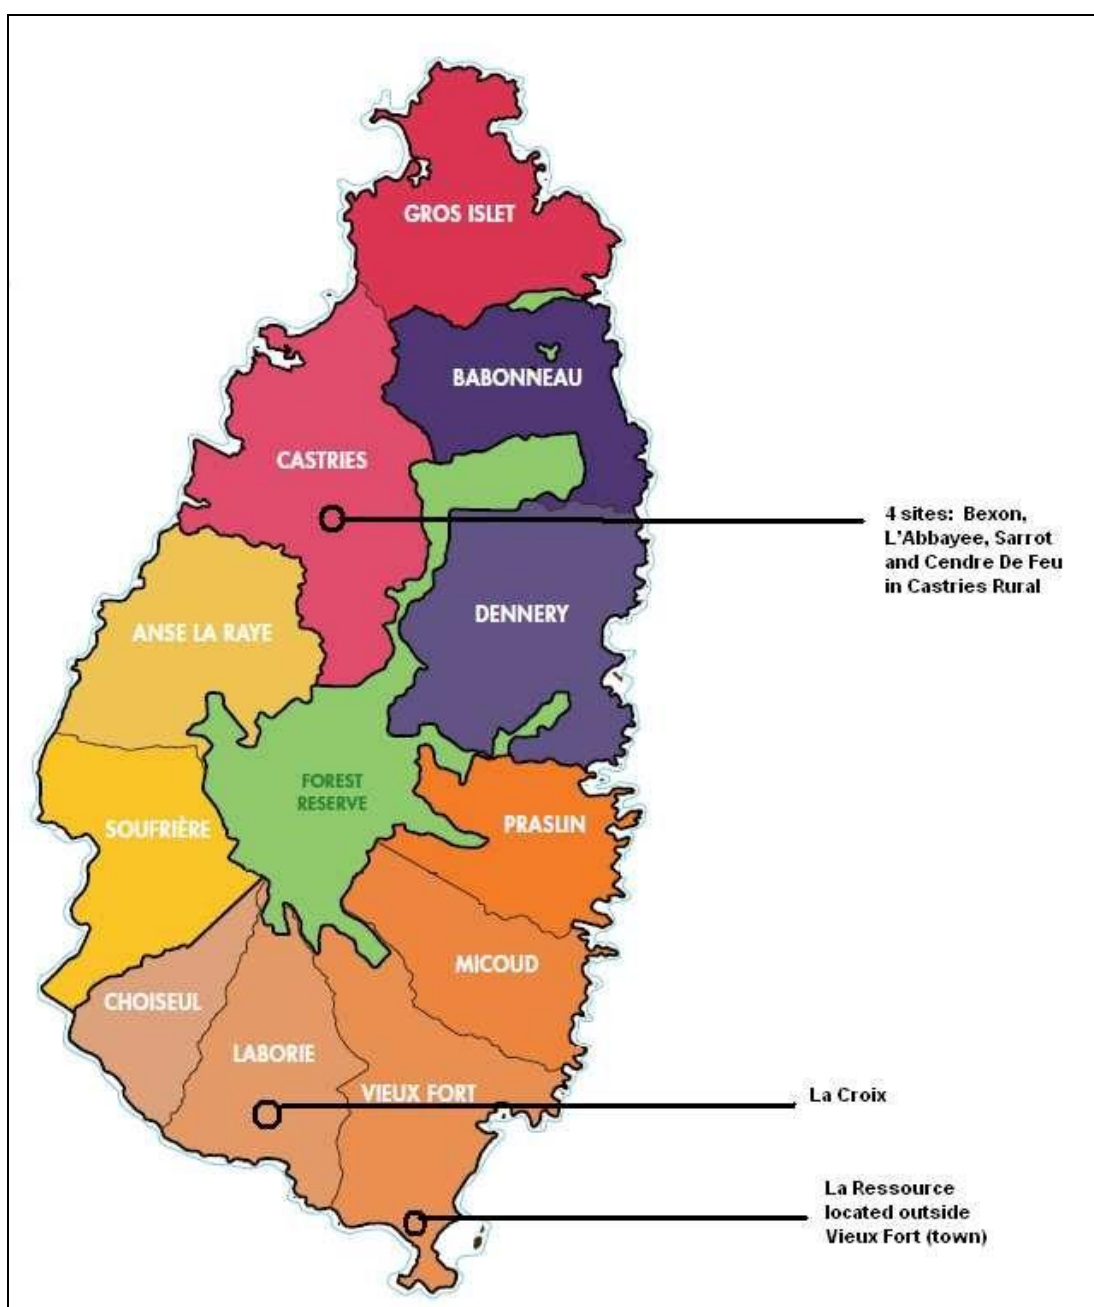 GROS ISLET
BABONNEAU
CASTRIES
4 sites:  Bexon,
L'Abbayee, Sarrot
and Cendre De Feu
in Castries Rural
DENNERY
ANSE LA RAYE
FOREST
RESERVE
SOUFRIÈRE
PRASLIN
MICOUD
CHOISEUL
LABORIE
VIEUX FORT
La Croix
La Ressource
located outside
Vieux Fort (town)